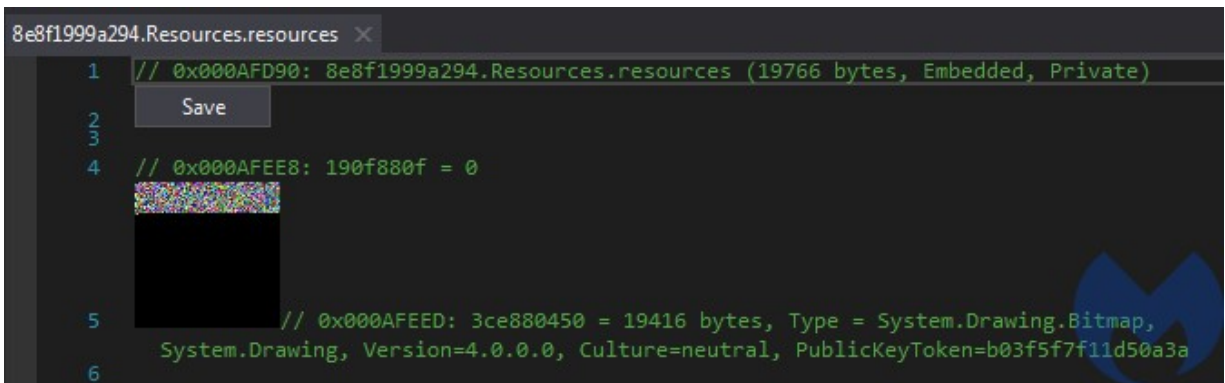 8e8f1999a294.Resources.resources ×
1 // 0x000AFD90: 8e8f1999a294.Resources.resources (19766 bytes, Embedded, Private)
Save
2
3
4 // 0x000AFEE8: 190f880f = 0
5 // 0x000AFEED: 3ce880450 = 19416 bytes, Type = System.Drawing.Bitmap,
System.Drawing, Version=4.0.0.0, Culture=neutral, PublicKeyToken=b03f5f7f11d50a3a
6